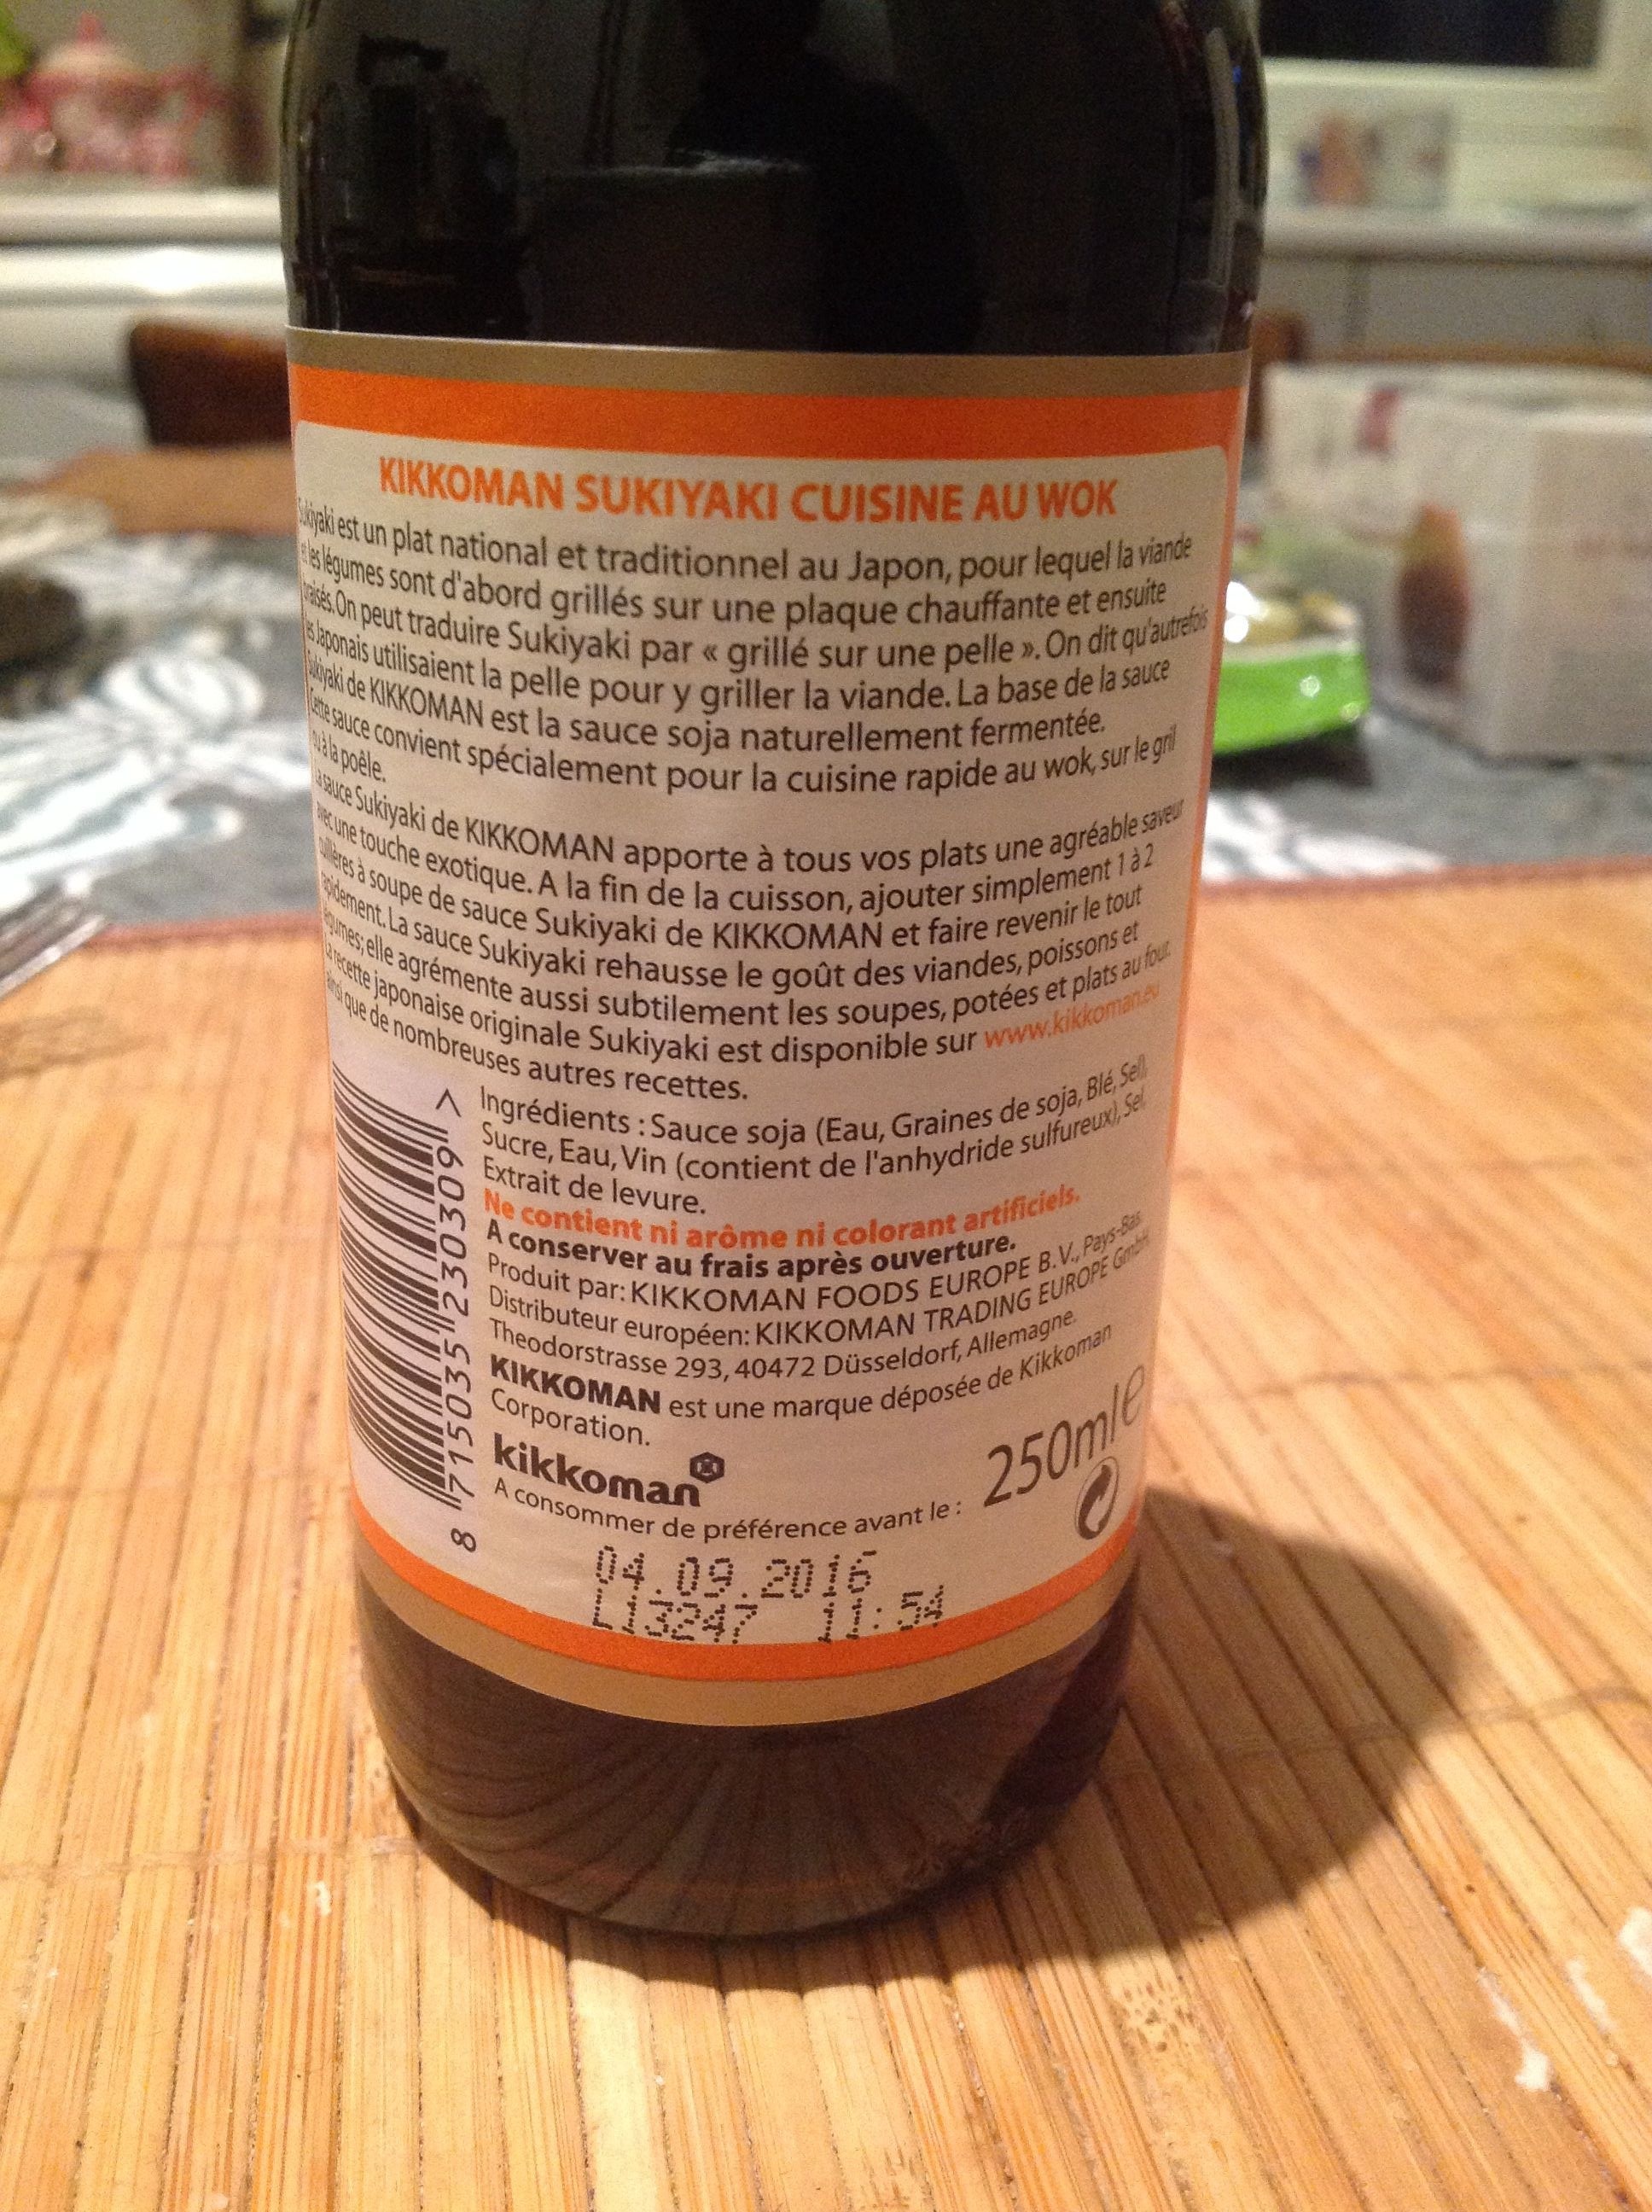 KIKKOMAN SUKIYAKI CUISINE AU WOK
Sukiyaki est un plat national et traditionnel au Japon, pour lequel la viande
et les légumes sont d'abord grillés sur une plaque chauffante et ensuite
braisés. On peut traduire Sukiyaki par « grillé sur une pelle ». On dit qu'autrefois
les Japonais utilisaient la pelle pour y griller la viande. La base de la sauce
Sukiyaki de KIKKOMAN est la sauce soja naturellement fermentée.
Cette sauce convient spécialement pour la cuisine rapide au wok, sur le gril
ou à la poêle.
La sauce Sukiyaki de KIKKOMAN apporte à tous vos plats une agréable saveur
avec une touche exotique. A la fin de la cuisson, ajouter simplement 1 à 2
cuillères à soupe de sauce Sukiyaki de KIKKOMAN et faire revenir le tout
rapidement. La sauce Sukiyaki rehausse le goût des viandes, poissons et
légumes; elle agrémente aussi subtilement les soupes, potées et plats au four.
La recette japonaise originale Sukiyaki est disponible sur www.kikkoman.eu
ainsi que de nombreuses autres recettes.
Ingrédients : Sauce soja (Eau, Graines de soja, Blé, Sel),
Sucre, Eau, Vin (contient de l'anhydride sulfureux), Sel,
Extrait de levure.
Ne contient ni arôme ni colorant artificiels.
A conserver au frais après ouverture.
Produit par: KIKKOMAN FOODS EUROPE B.V., Pays-Bas
Distributeur européen: KIKKOMAN TRADING EUROPE GmbH
Theodorstrasse 293, 40472 Düsseldorf, Allemagne.
KIKKOMAN est une marque déposée de Kikkoman
Corporation.
kikkoman
250ml e
A consommer de préférence avant le :
04.09.2016
L13247 11:54
8 715035 230309 >